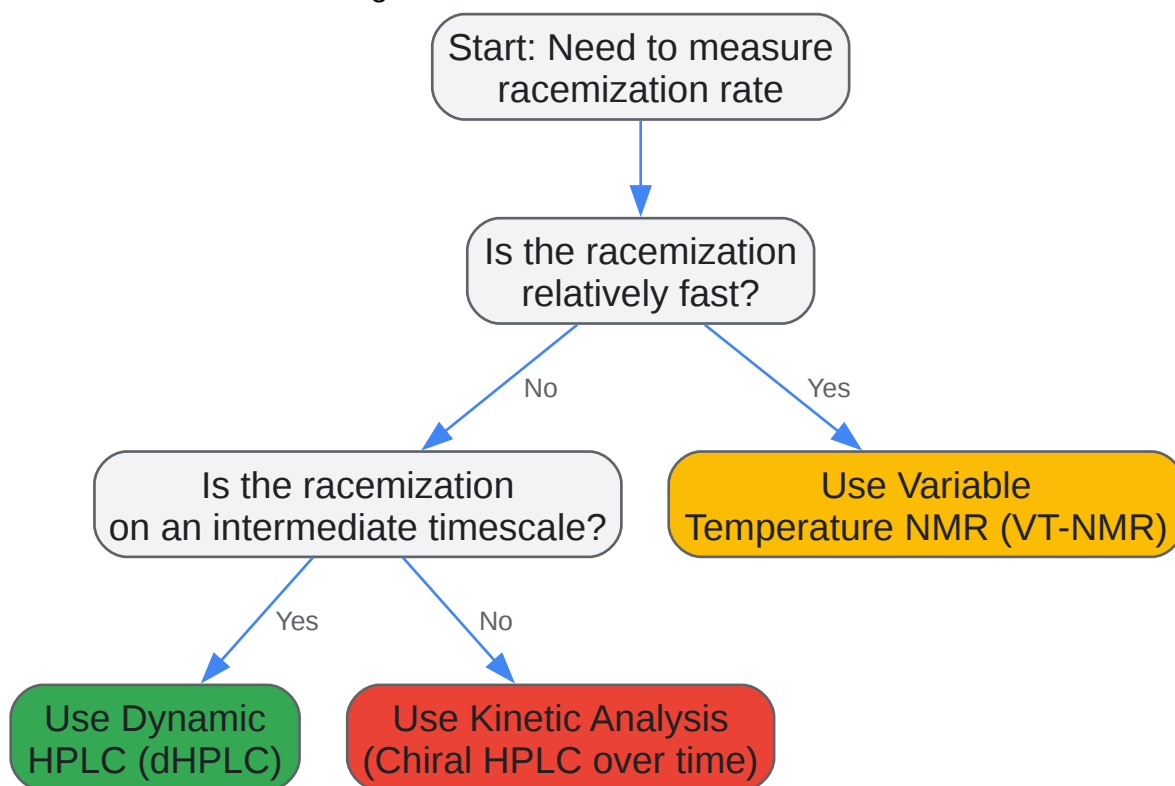 Start: Need to measure
racemization rate
Is the racemization
relatively fast?
No
Yes
Is the racemization
on an intermediate timescale?
Use Variable
Temperature NMR (VT-NMR)
Yes
No
Use Dynamic
HPLC (dHPLC)
Use Kinetic Analysis
(Chiral HPLC over time)